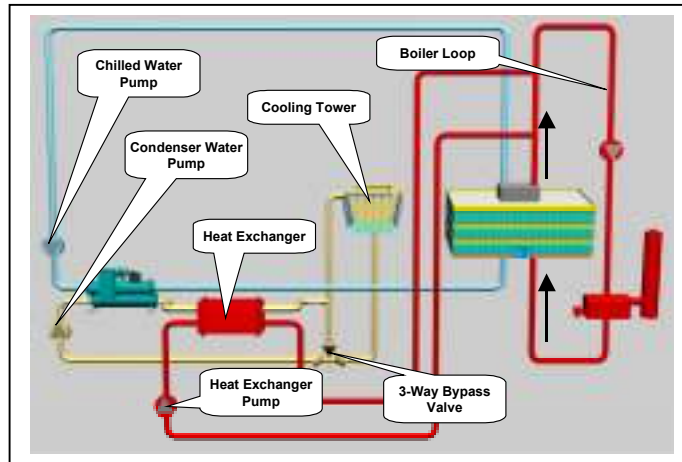 Boiler Loop
Chilled Water
Pump
Cooling Tower
Condenser Water
Pump
Heat Exchanger
Heat Exchanger
Pump
3-Way Bypass
Valve